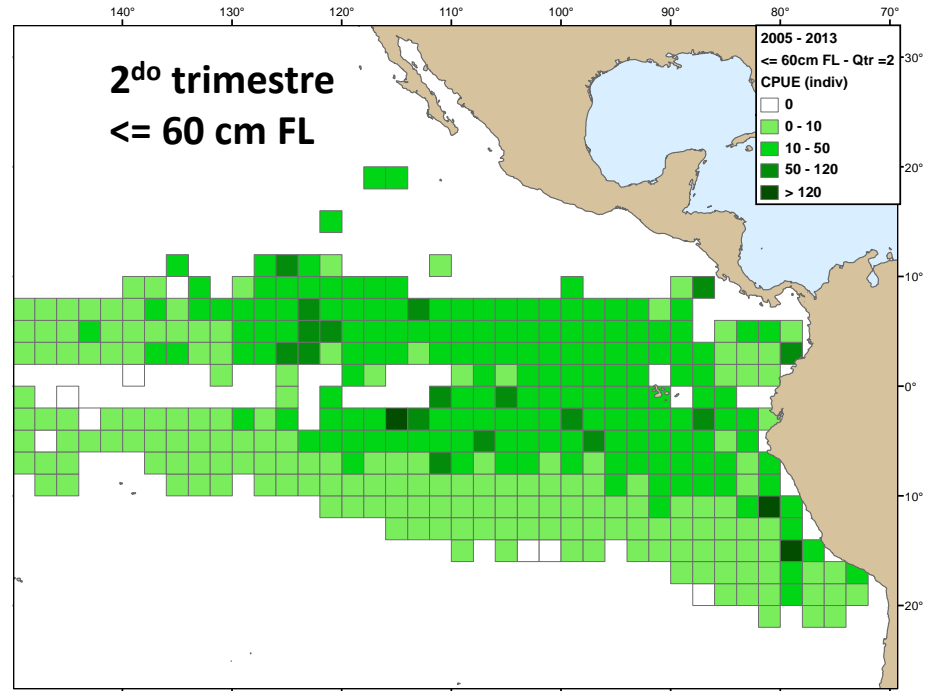 140° 130° 120° 110° 100° 90° 80° 70°
2do trimestre
<= 60 cm FL
2005 - 2013
<= 60cm FL - Qtr =2
CPUE (indiv)
0
0 - 10
10 - 50
50 - 120
> 120
30°
20°
10°
0°
10°
20°